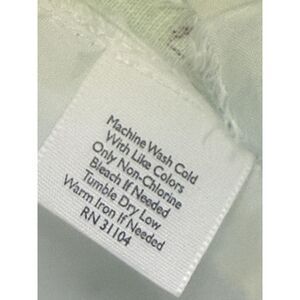 Machine Wash Cold
With Like Colors
Only Non-Chlorine
Bleach If Needed
Tumble Dry Low
Warm Iron If Needed
RN 31104